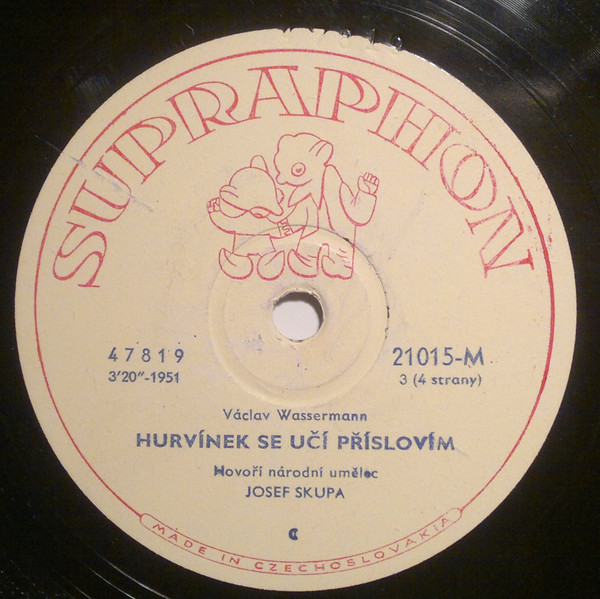 SUPRAPHON
47819
3'20"-1951
21015-M
3 (4 strany)
Václav Wassermann
HURVÍNEK SE UČÍ PŘÍSLOVÍM
Hovoří národní umělec
JOSEF SKUPA
C
MADE IN CZECHOSLOVAKIA